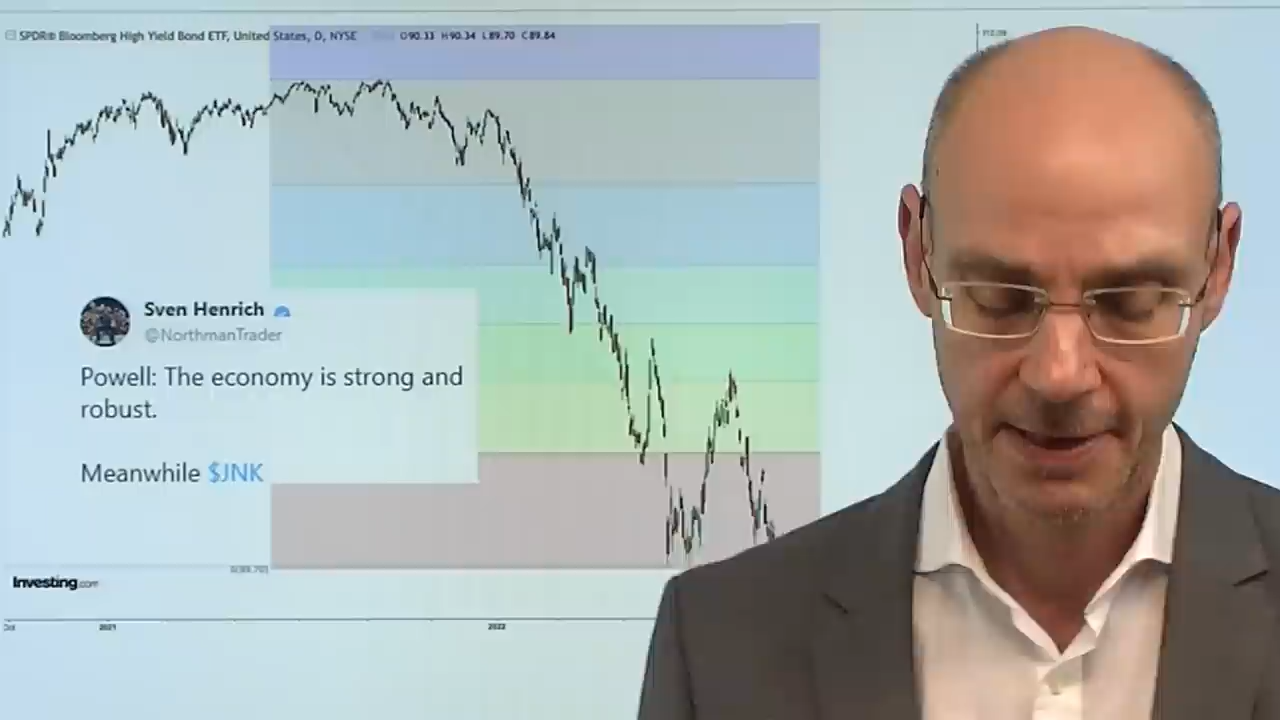 SPDR® Bloomberg High Yield Bond ETF, United States, D, NYSE O90.33 H90.34 L89.70 C89.84
Sven Henrich
@NorthmanTrader
Powell: The economy is strong and
robust.
Meanwhile $JNK
Investing.com
2021 2022